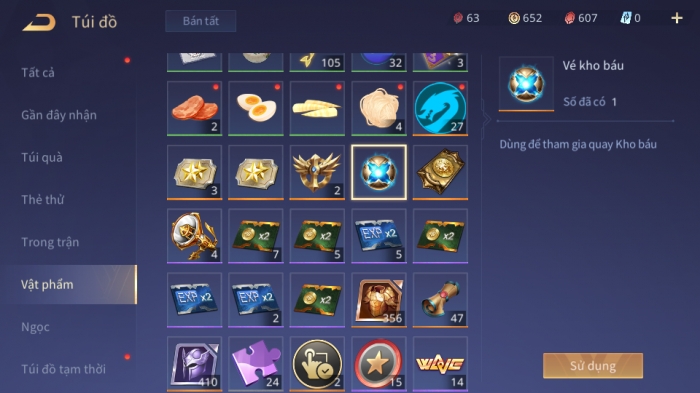 Túi đồ
Bán tất
63
652
607
0
Tất cả
Gần đây nhận
Túi quà
Thẻ thử
Trong trận
Vật phẩm
Ngọc
Túi đồ tạm thời
105
32
3
2
4
27
3
2
4
x2
7
x2
5
EXP x2
5
x2
EXP x2
EXP x2
2
x2
356
47
410
24
2
15
WAVE
14
Vé kho báu
Số đã có 1
Dùng để tham gia quay Kho báu
Sử dụng